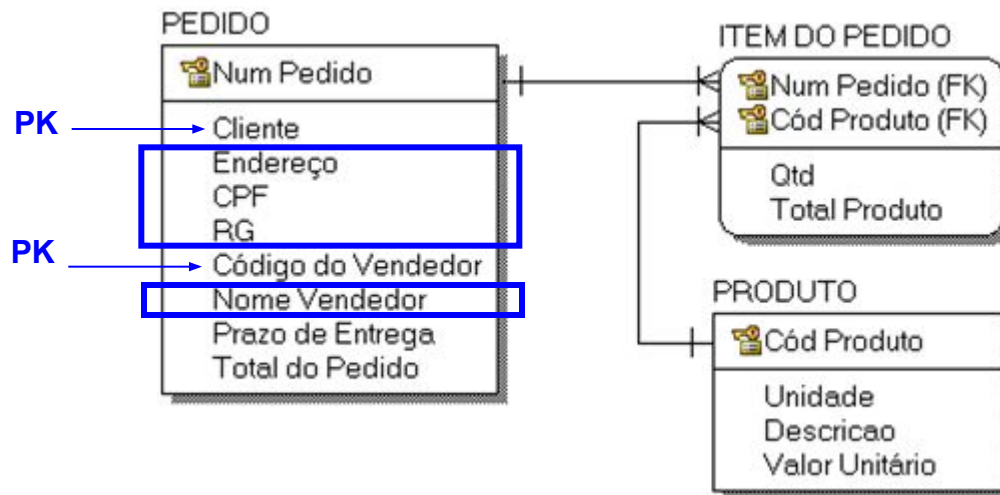 PEDIDO
Num Pedido
PK
Cliente
Endereço
CPF
RG
PK
Código do Vendedor
Nome Vendedor
Prazo de Entrega
Total do Pedido
ITEM DO PEDIDO
Num Pedido (FK)
Cód Produto (FK)
Qtd
Total Produto
PRODUTO
Cód Produto
Unidade
Descricao
Valor Unitário